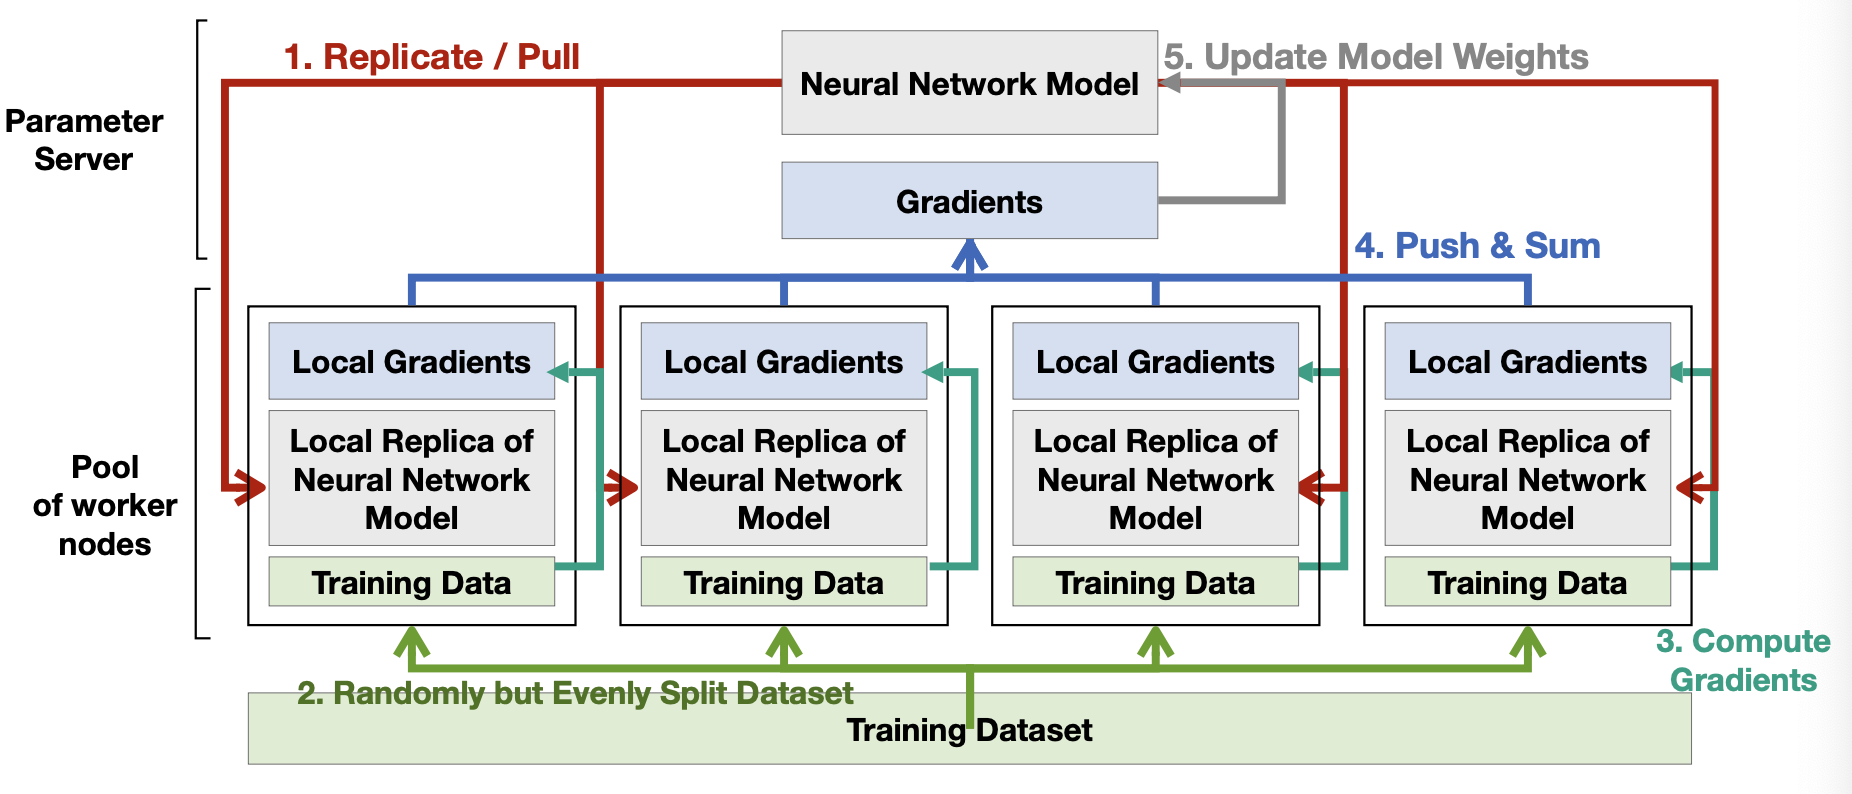 1. Replicate / Pull
5. Update Model Weights
Neural Network Model
Parameter
Server
Gradients
4. Push & Sum
Local Gradients
Local Replica of
Neural Network
Model
Training Data
Local Gradients
Local Replica of
Neural Network
Model
Training Data
Local Gradients
Local Replica of
Neural Network
Model
Training Data
Local Gradients
Local Replica of
Neural Network
Model
Training Data
Pool
of worker
nodes
3. Compute
Gradients
2. Randomly but Evenly Split Dataset
Training Dataset